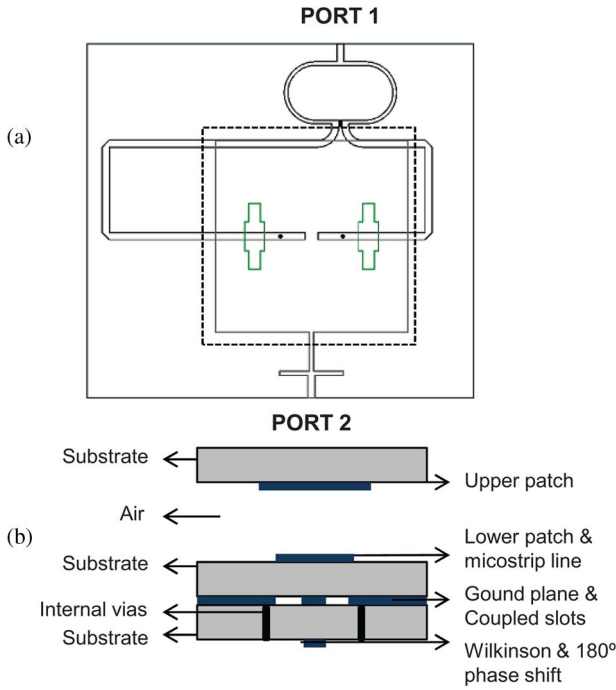 PORT 1
(a)
PORT 2
Substrate
Upper patch
Air
(b)
Lower patch &
micostrip line
Substrate
Gound plane &
Coupled slots
Internal vias
Substrate
Wilkinson & 180º
phase shift